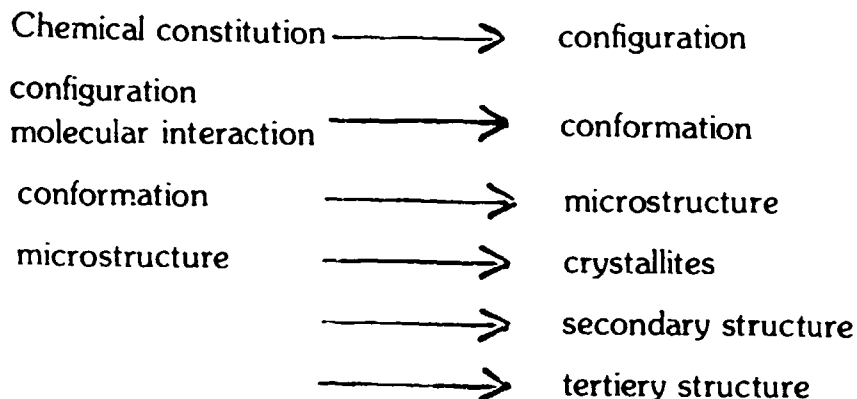 Chemical constitution → configuration
configuration
molecular interaction → conformation
conformation → microstructure
microstructure → crystallites
→ secondary structure
→ tertiery structure